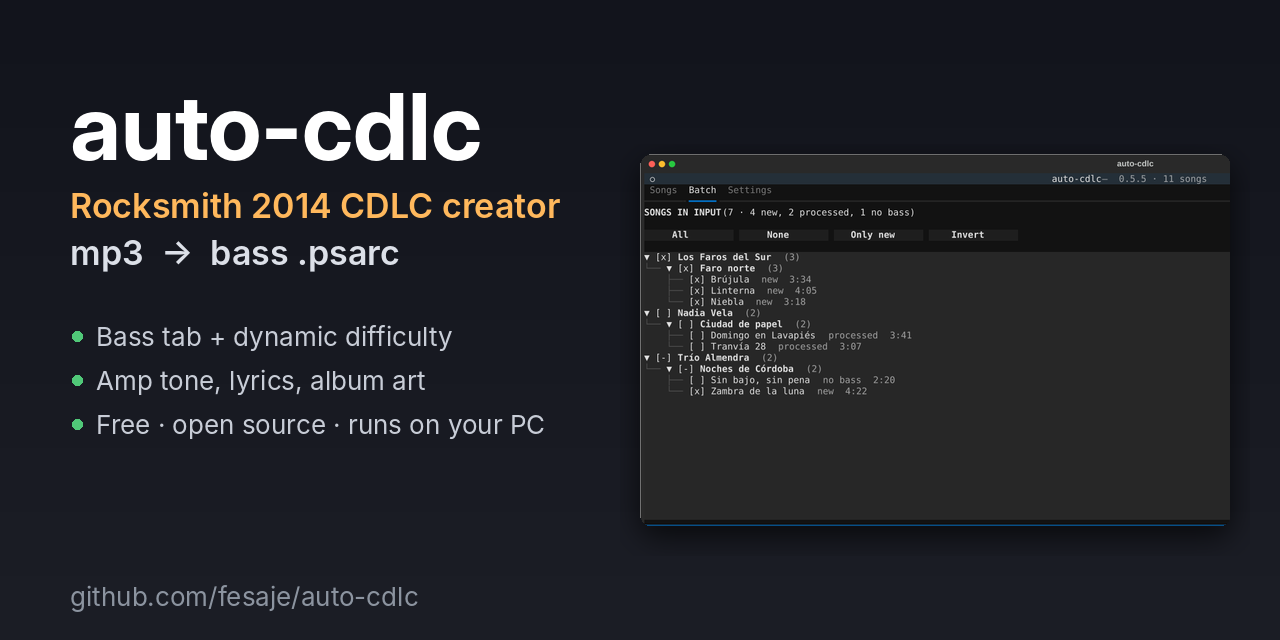 auto-cdlc
Rocksmith 2014 CDLC creator
mp3 → bass .psarc
Bass tab + dynamic difficulty
Amp tone, lyrics, album art
Free · open source · runs on your PC
github.com/fesaje/auto-cdlc
auto-cdlc
auto-cdlc— 0.5.5 · 11 songs
Songs Batch Settings
SONGS IN INPUT(7 · 4 new, 2 processed, 1 no bass)
All None Only new Invert
▼ [x] Los Faros del Sur (3)
▼ [x] Faro norte (3)
[x] Brújula new 3:34
[x] Linterna new 4:05
[x] Niebla new 3:18
▼ [ ] Nadia Vela (2)
▼ [ ] Ciudad de papel (2)
[ ] Domingo en Lavapiés processed 3:41
[ ] Tranvía 28 processed 3:07
▼ [-] Trío Almendra (2)
▼ [-] Noches de Córdoba (2)
[ ] Sin bajo, sin pena no bass 2:20
[x] Zambra de la luna new 4:22